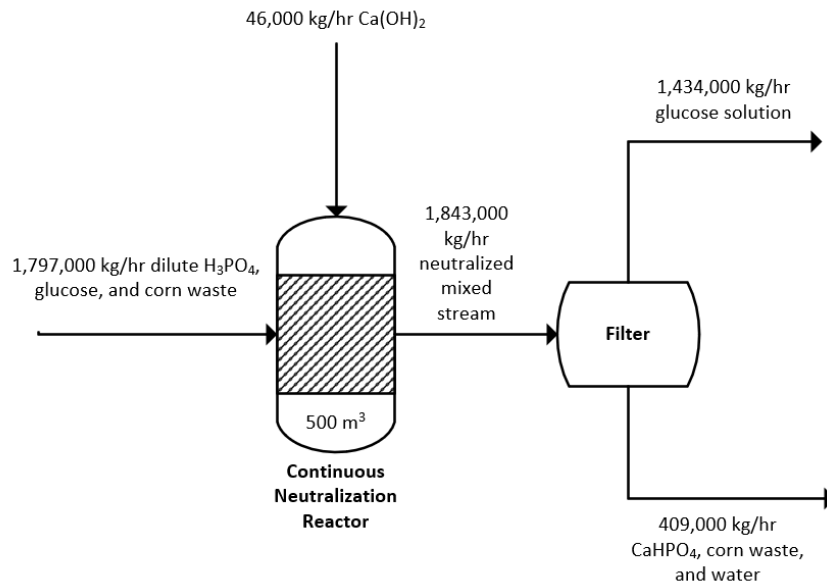 46,000 kg/hr Ca(OH)₂
1,434,000 kg/hr
glucose solution
1,843,000
kg/hr
neutralized
mixed
stream
1,797,000 kg/hr dilute H₃PO₄,
glucose, and corn waste
Filter
500 m³
Continuous
Neutralization
Reactor
409,000 kg/hr
CaHPO₄, corn waste,
and water